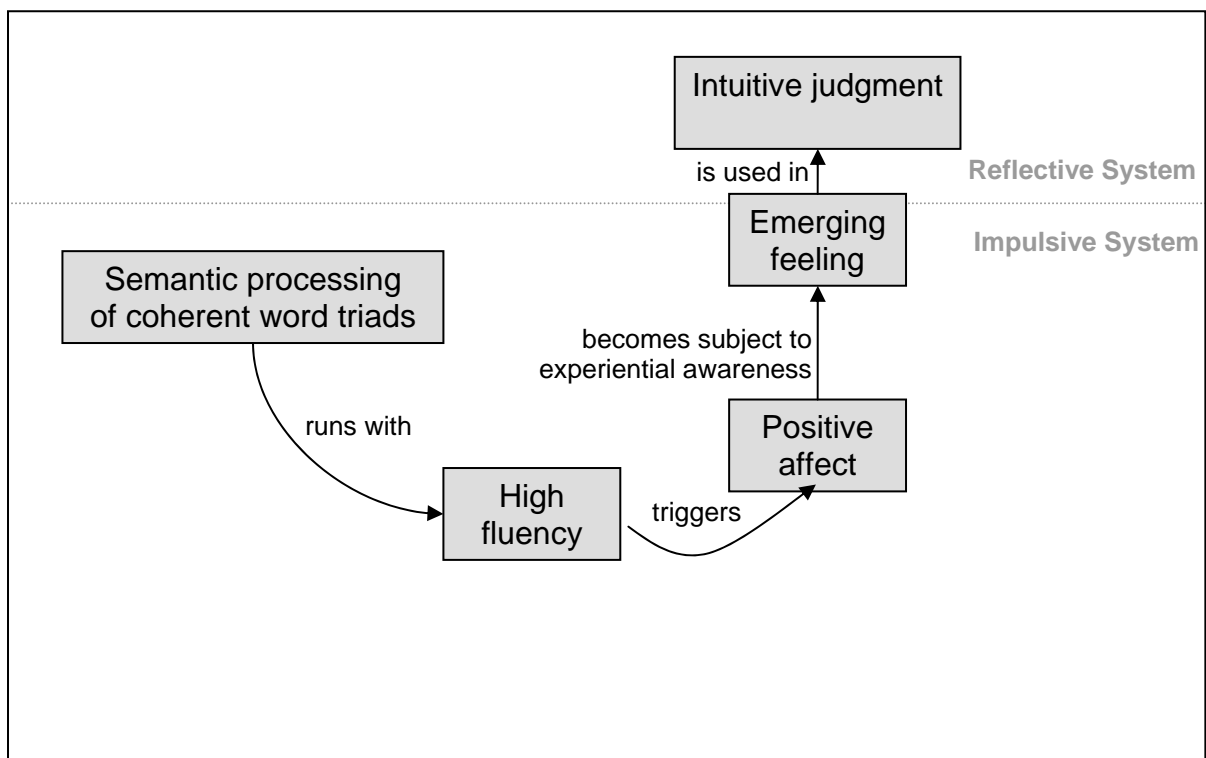 Intuitive judgment
is used in
Reflective System
Emerging
feeling
Impulsive System
Semantic processing
of coherent word triads
becomes subject to
experiential awareness
runs with
Positive
affect
High
fluency
triggers